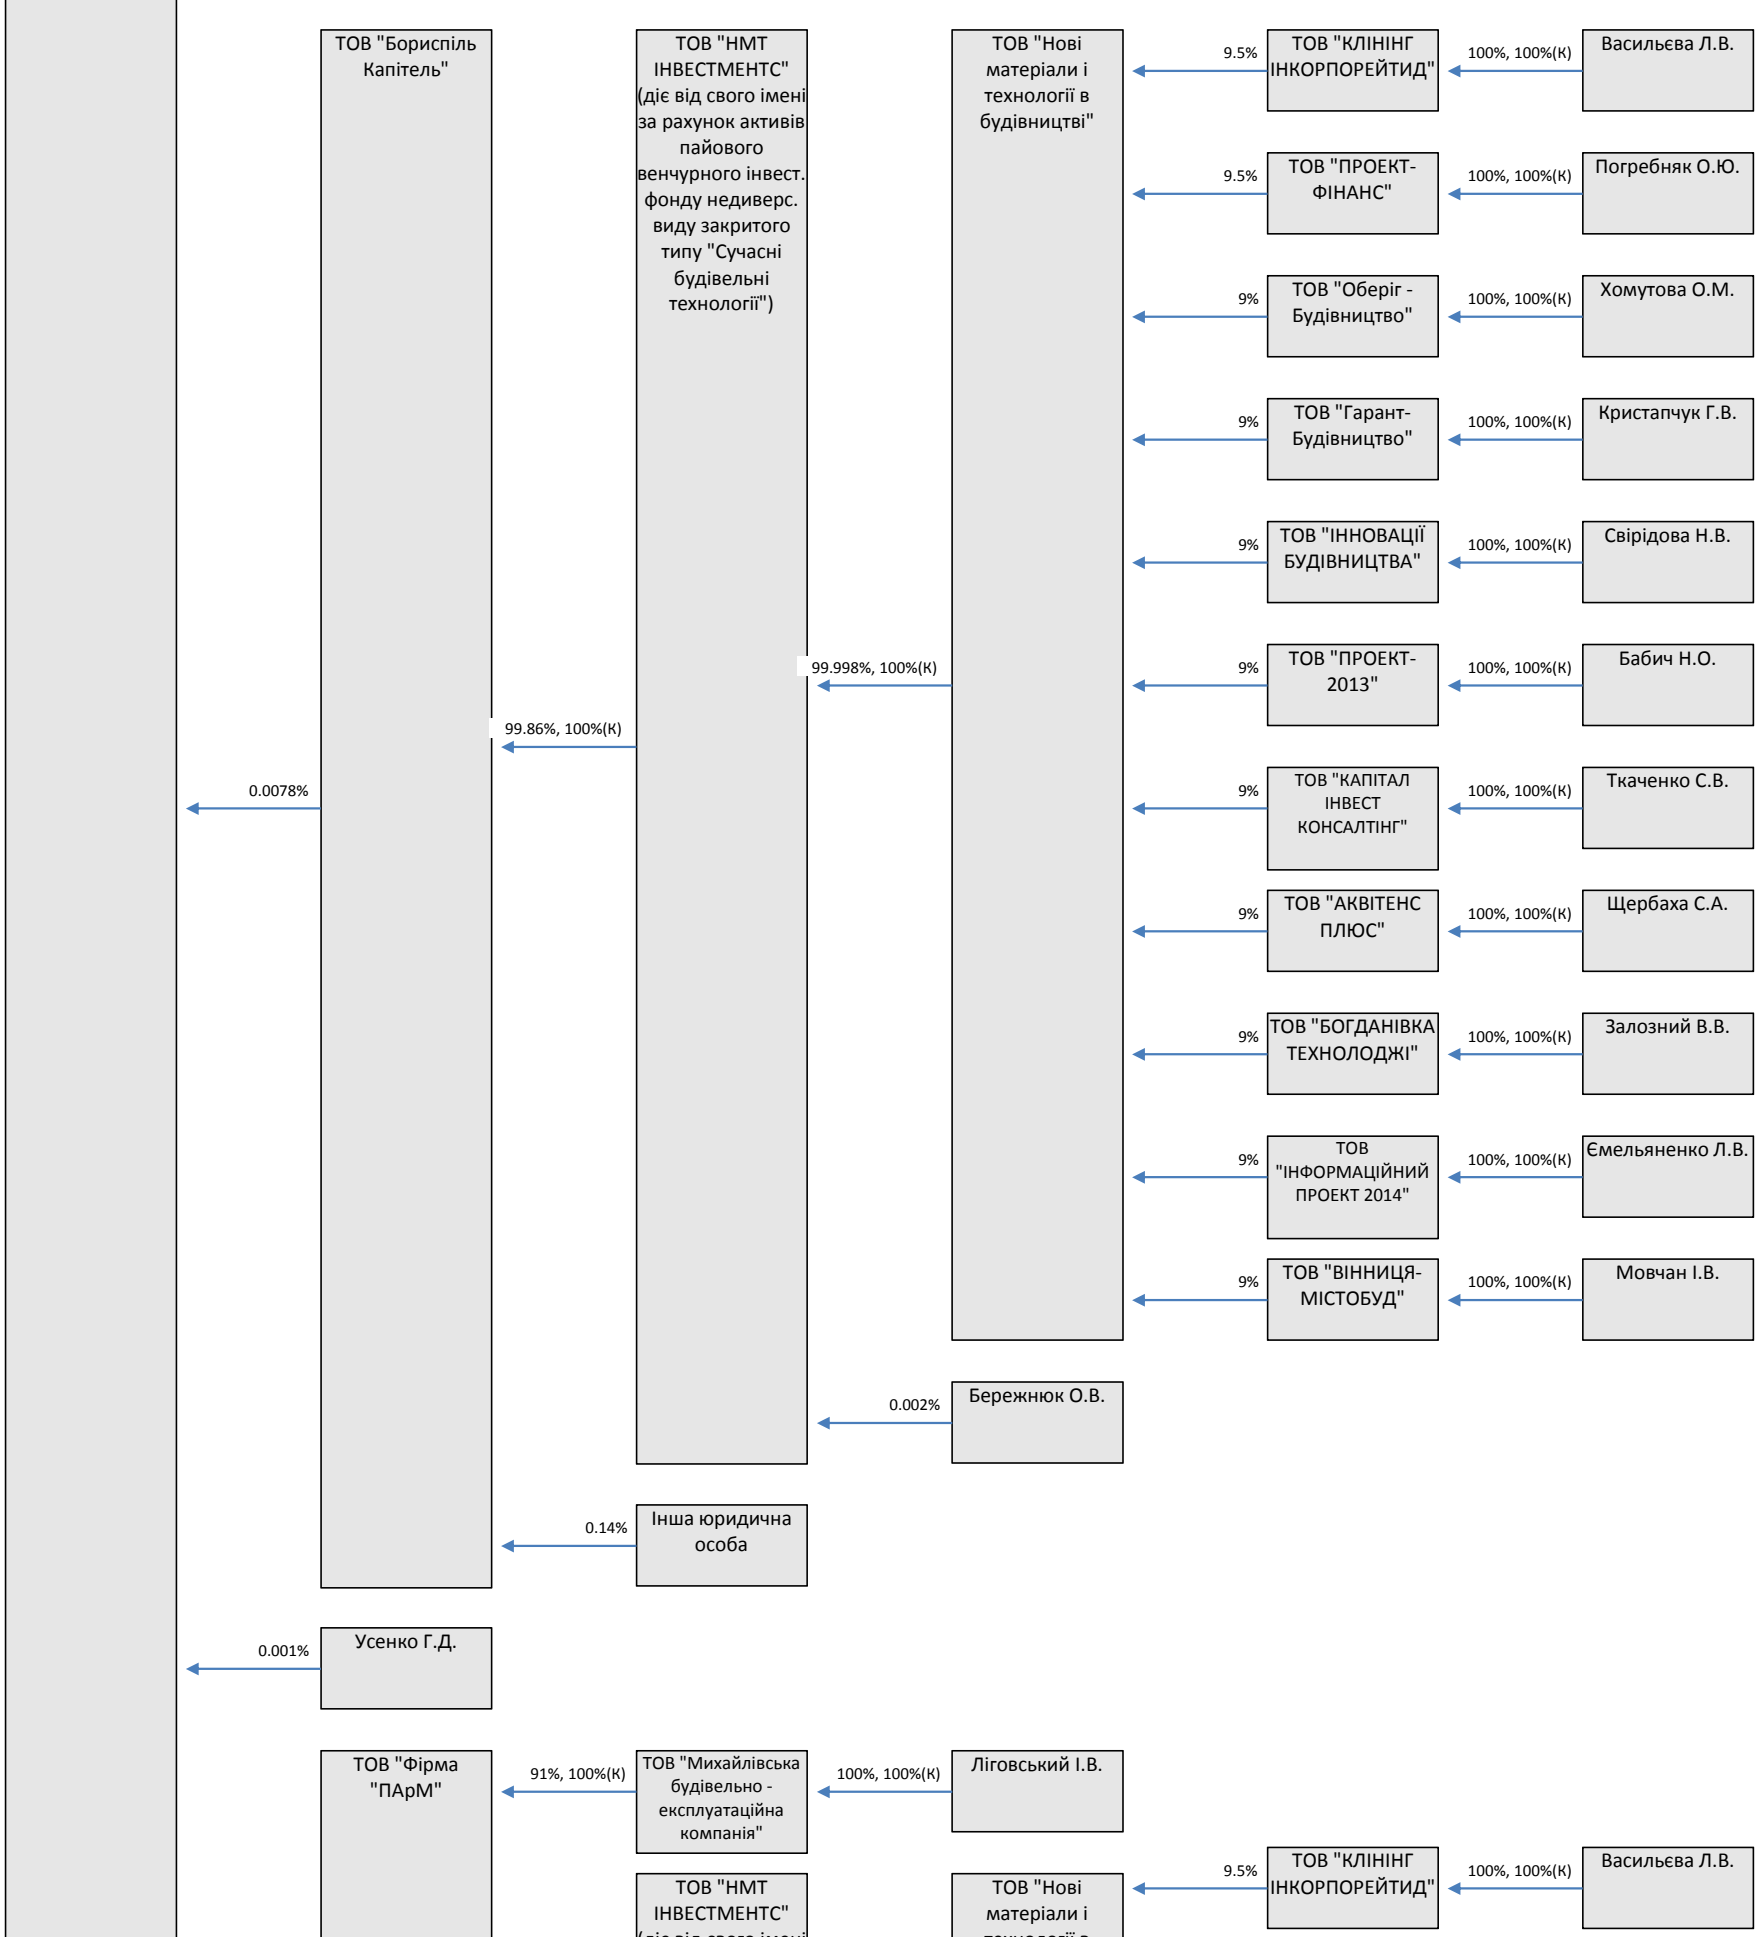 ТОВ "Бориспіль
Капітель"
ТОВ "НМТ
ІНВЕСТМЕНТС"
(діє від свого імені
за рахунок активів
пайового
венчурного інвест.
фонду недиверс.
виду закритого
типу "Сучасні
будівельні
технології")
ТОВ "Нові
матеріали і
технології в
будівництві"
9.5%
ТОВ "КЛІНІНГ
ІНКОРПОРЕЙТИД"
100%, 100%(К)
Васильєва Л.В.
9.5%
ТОВ "ПРОЕКТ-
ФІНАНС"
100%, 100%(К)
Погребняк О.Ю.
9%
ТОВ "Оберіг -
Будівництво"
100%, 100%(К)
Хомутова О.М.
9%
ТОВ "Гарант-
Будівництво"
100%, 100%(К)
Кристапчук Г.В.
9%
ТОВ "ІННОВАЦІЇ
БУДІВНИЦТВА"
100%, 100%(К)
Свірідова Н.В.
99.998%, 100%(К)
9%
ТОВ "ПРОЕКТ-
2013"
100%, 100%(К)
Бабич Н.О.
99.86%, 100%(К)
0.0078%
9%
ТОВ "КАПІТАЛ
ІНВЕСТ
КОНСАЛТІНГ"
100%, 100%(К)
Ткаченко С.В.
9%
ТОВ "АКВІТЕНС
ПЛЮС"
100%, 100%(К)
Щербаха С.А.
9%
ТОВ "БОГДАНІВКА
ТЕХНОЛОДЖІ"
100%, 100%(К)
Залозний В.В.
9%
ТОВ
"ІНФОРМАЦІЙНИЙ
ПРОЕКТ 2014"
100%, 100%(К)
Ємельяненко Л.В.
9%
ТОВ "ВІННИЦЯ-
МІСТОБУД"
100%, 100%(К)
Мовчан І.В.
0.002%
Бережнюк О.В.
0.14%
Інша юридична
особа
0.001%
Усенко Г.Д.
ТОВ "Фірма
"ПАрМ"
91%, 100%(К)
ТОВ "Михайлівська
будівельно -
експлуатаційна
компанія"
100%, 100%(К)
Ліговський І.В.
ТОВ "НМТ
ІНВЕСТМЕНТС"
(діє від свого імені
ТОВ "Нові
матеріали і
технології в
9.5%
ТОВ "КЛІНІНГ
ІНКОРПОРЕЙТИД"
100%, 100%(К)
Васильєва Л.В.